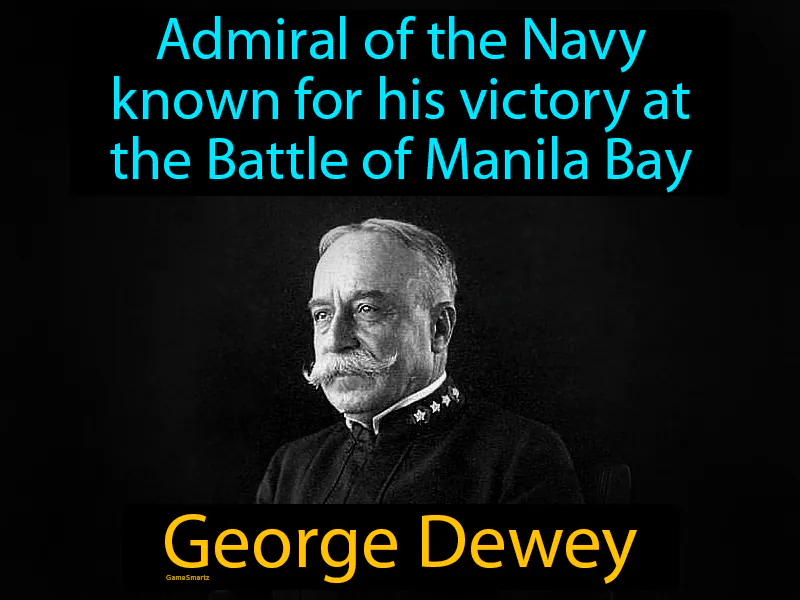 Admiral of the Navy
known for his victory at
the Battle of Manila Bay
George Dewey
GameSmartz